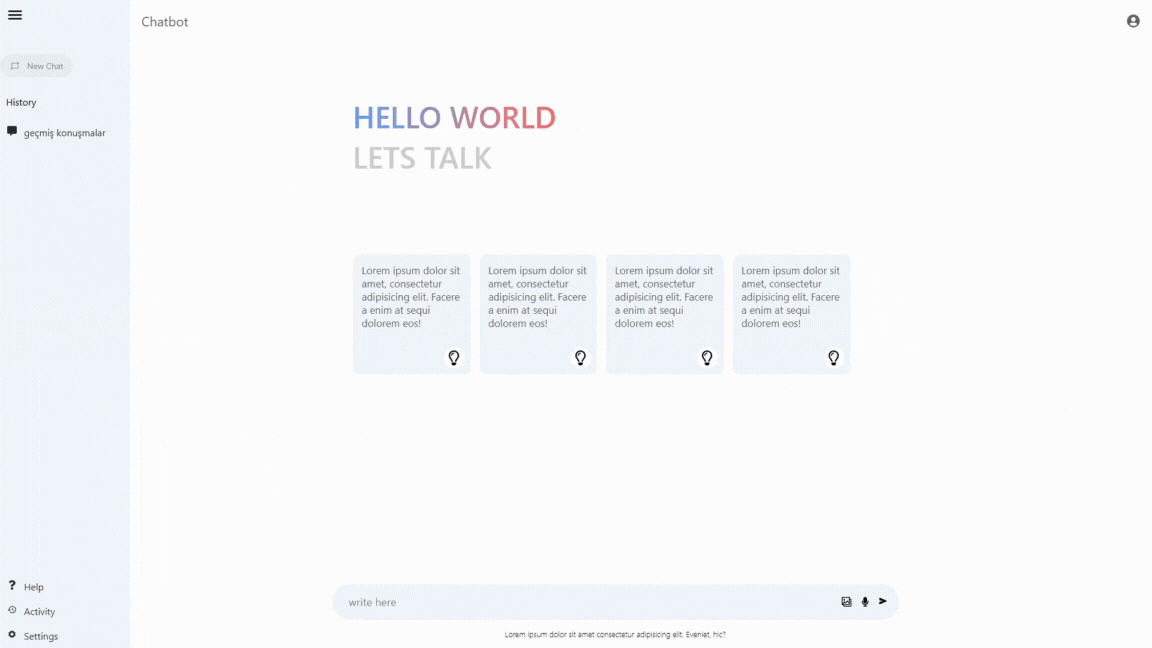 Chatbot
New Chat
History
geçmiş konuşmalar
HELLO WORLD
LETS TALK
Lorem ipsum dolor sit
amet, consectetur
adipisicing elit. Facere
a enim at sequi
dolorem eos!
Lorem ipsum dolor sit
amet, consectetur
adipisicing elit. Facere
a enim at sequi
dolorem eos!
Lorem ipsum dolor sit
amet, consectetur
adipisicing elit. Facere
a enim at sequi
dolorem eos!
Lorem ipsum dolor sit
amet, consectetur
adipisicing elit. Facere
a enim at sequi
dolorem eos!
Help
Activity
Settings
write here
Lorem ipsum dolor sit amet consectetur adipisicing elit. Eveniet, hic?